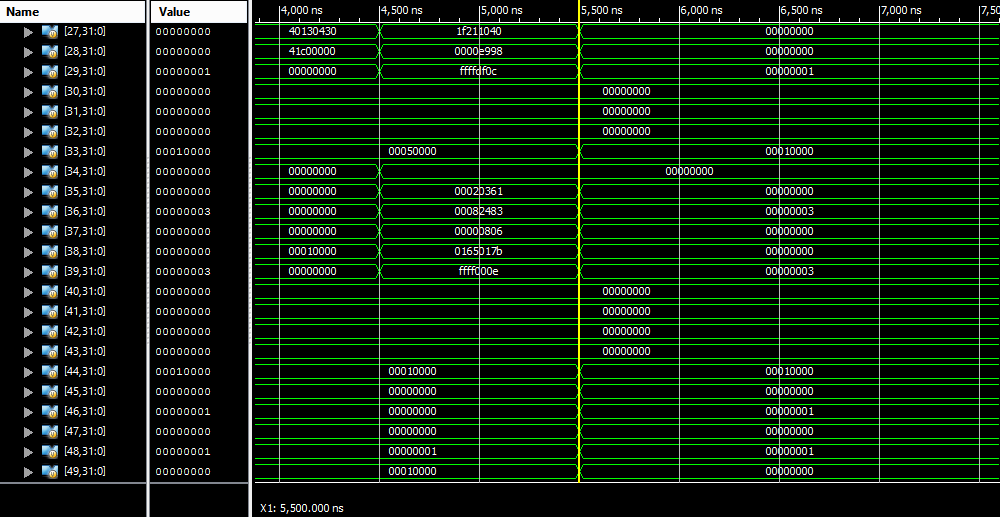 Name Value 4,000 ns 4,500 ns 5,000 ns 5,500 ns 6,000 ns 6,500 ns 7,000 ns 7,50
[27,31:0] 00000000 40130430 1f211040 00000000
[28,31:0] 00000000 41c00000 0000e998 00000000
[29,31:0] 00000001 00000000 ffffdf0c 00000001
[30,31:0] 00000000 00000000
[31,31:0] 00000000 00000000
[32,31:0] 00000000 00000000
[33,31:0] 00010000 00050000 00010000
[34,31:0] 00000000 00000000 00000000
[35,31:0] 00000000 00000000 00020361 00000000
[36,31:0] 00000003 00000000 00082483 00000003
[37,31:0] 00000000 00000000 00000806 00000000
[38,31:0] 00000000 00010000 0165017b 00000000
[39,31:0] 00000003 00000000 ffff000e 00000003
[40,31:0] 00000000 00000000
[41,31:0] 00000000 00000000
[42,31:0] 00000000 00000000
[43,31:0] 00000000 00000000
[44,31:0] 00010000 00010000 00010000
[45,31:0] 00000000 00000000 00000000
[46,31:0] 00000001 00000000 00000001
[47,31:0] 00000000 00000000 00000000
[48,31:0] 00000001 00000001 00000001
[49,31:0] 00000000 00010000 00000000
X1: 5,500.000 ns